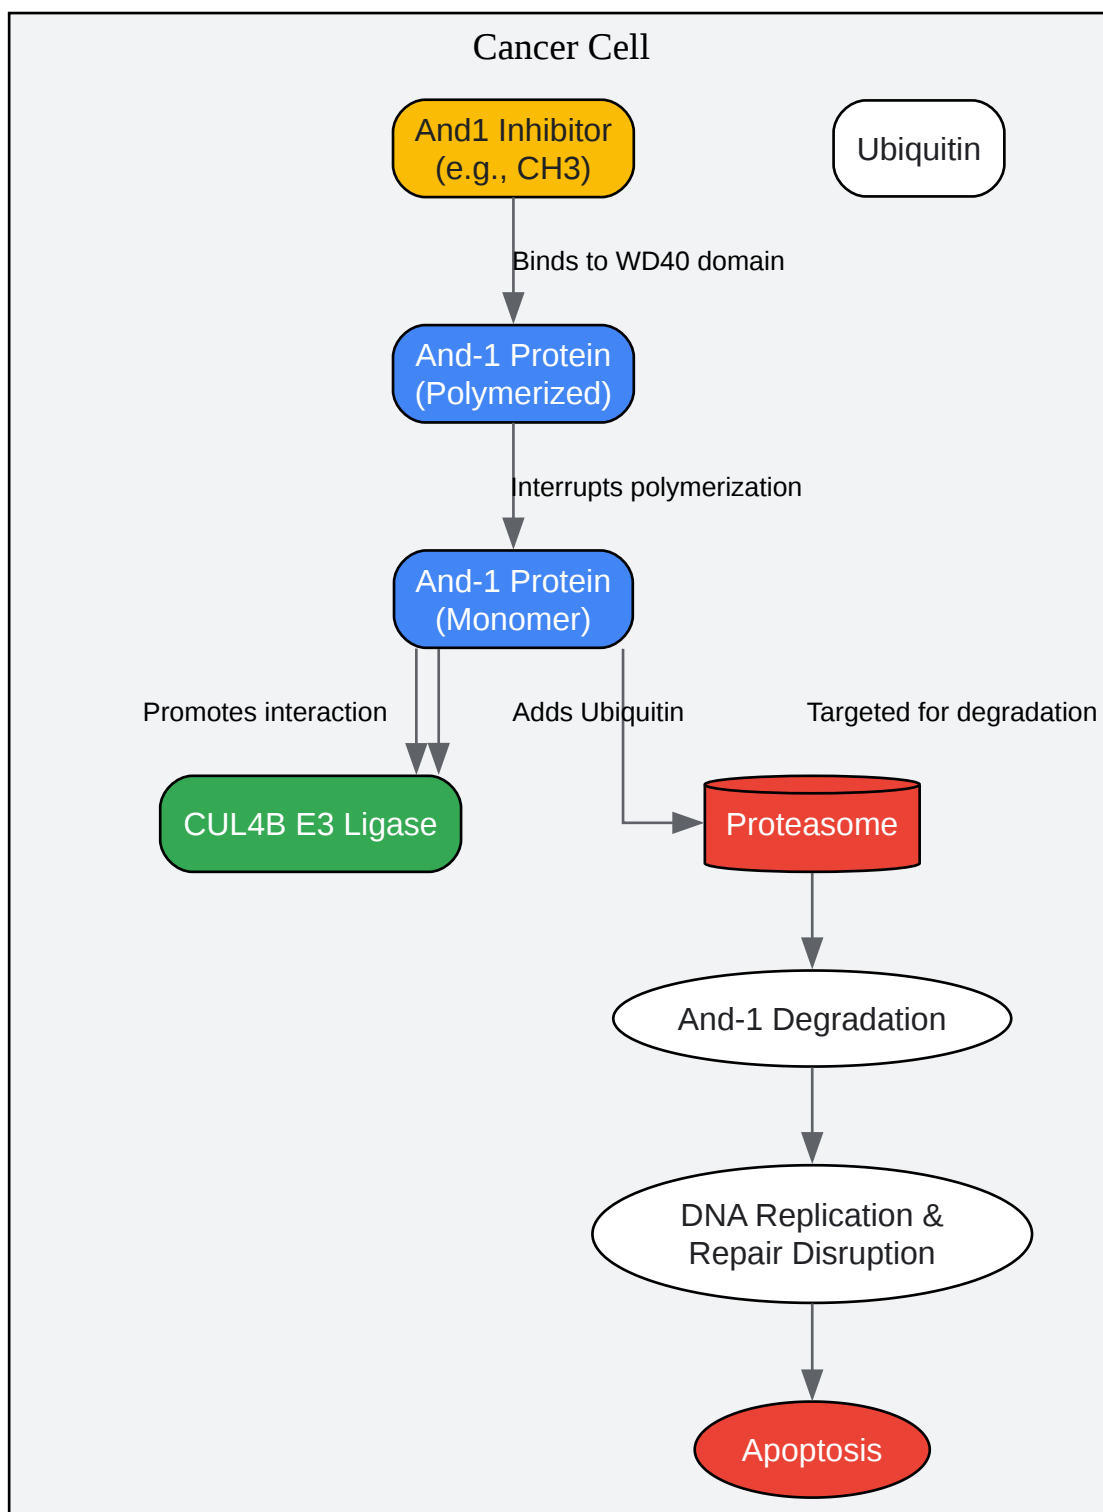 Cancer Cell
And1 Inhibitor
(e.g., CH3)
Ubiquitin
Binds to WD40 domain
And-1 Protein
(Polymerized)
Interrupts polymerization
And-1 Protein
(Monomer)
Promotes interaction
Adds Ubiquitin
Targeted for degradation
CUL4B E3 Ligase
Proteasome
And-1 Degradation
DNA Replication &
Repair Disruption
Apoptosis